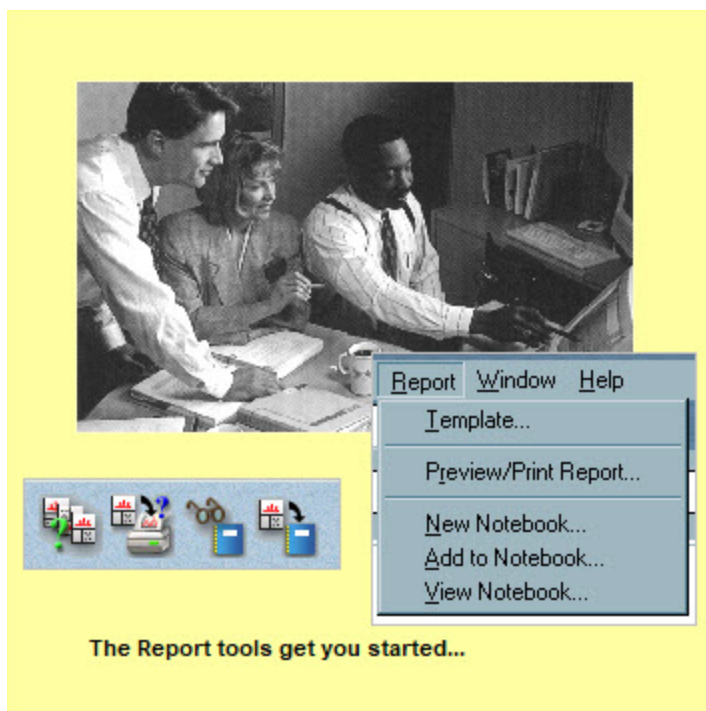 Report Window Help
Template...
Preview/Print Report...
New Notebook...
Add to Notebook...
View Notebook...
The Report tools get you started...